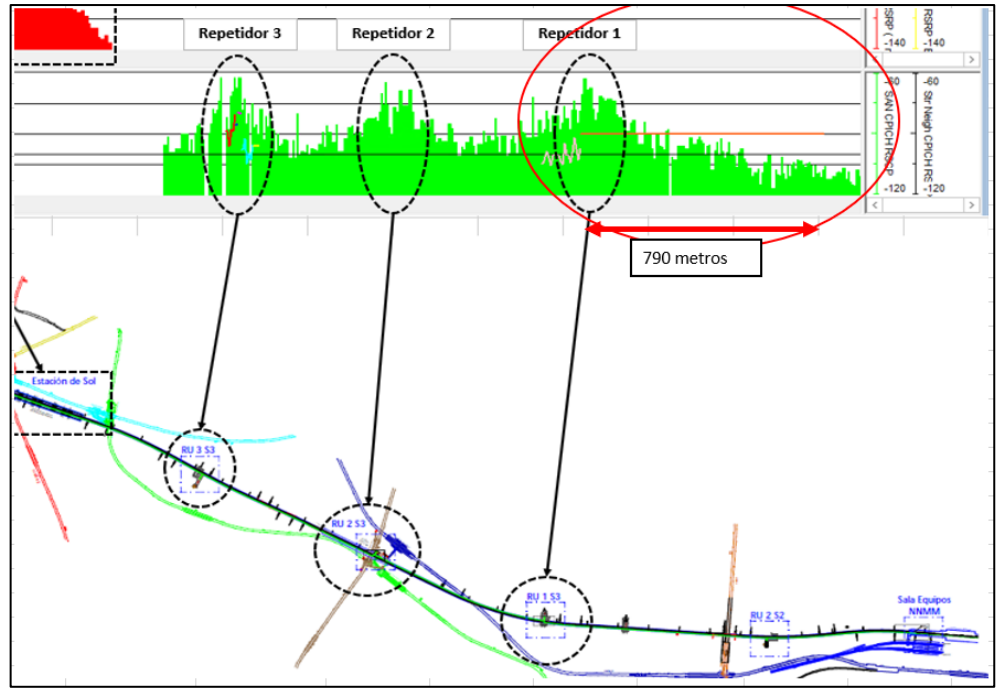 Repetidor 3
Repetidor 2
Repetidor 1
-140
-140
-60
-60
SAN CPICH RSCP
Str Neigh CPICH RS
-120
-120
790 metros
Estación de Sol
RU 3 S3
RU 2 S3
RU 1 S3
RU 2 S2
Sala Equipos
NNMM